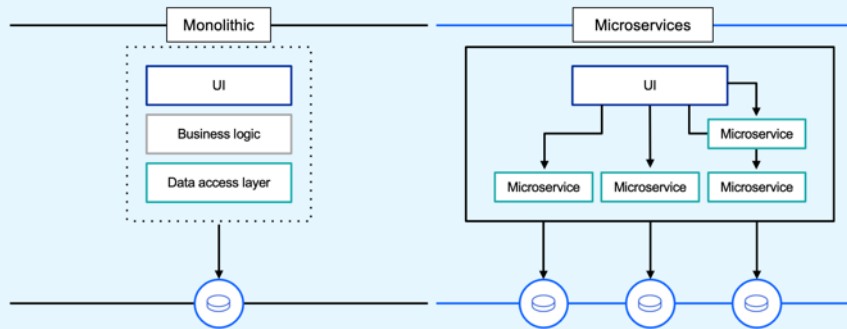 Monolithic
UI
Business logic
Data access layer
Microservices
UI
Microservice
Microservice
Microservice
Microservice